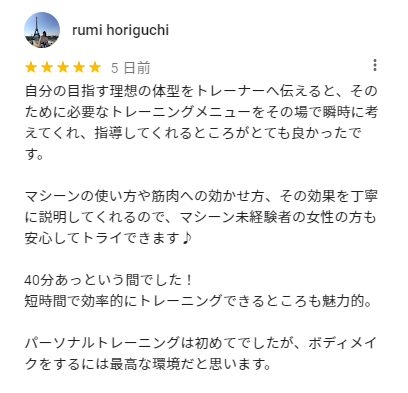 rumi horiguchi
★★★★★ 5 日前
自分の目指す理想の体型をトレーナーへ伝えると、その
ために必要なトレーニングメニューをその場で瞬時に考
えてくれ、指導してくれるところがとても良かったで
す。
マシーンの使い方や筋肉への効かせ方、その効果を丁寧
に説明してくれるので、マシーン未経験者の女性の方も
安心してトライできます♪
40分あっという間でした！
短時間で効率的にトレーニングできるところも魅力的。
パーソナルトレーニングは初めてでしたが、ボディメイ
クをするには最高な環境だと思います。